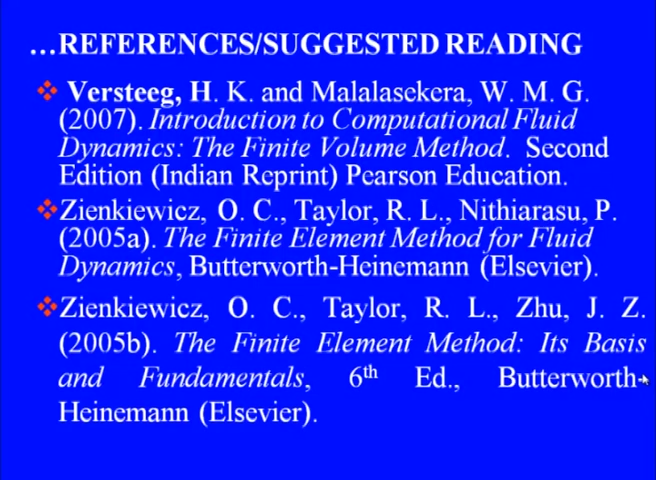 ...REFERENCES/SUGGESTED READING
❖ Versteeg, H. K. and Malalasekera, W. M. G.
(2007). Introduction to Computational Fluid
Dynamics: The Finite Volume Method. Second
Edition (Indian Reprint) Pearson Education.
❖Zienkiewicz, O. C., Taylor, R. L., Nithiarasu, P.
(2005a). The Finite Element Method for Fluid
Dynamics, Butterworth-Heinemann (Elsevier).
❖Zienkiewicz, O. C., Taylor, R. L., Zhu, J. Z.
(2005b). The Finite Element Method: Its Basis
and Fundamentals, 6th Ed., Butterworth-
Heinemann (Elsevier).